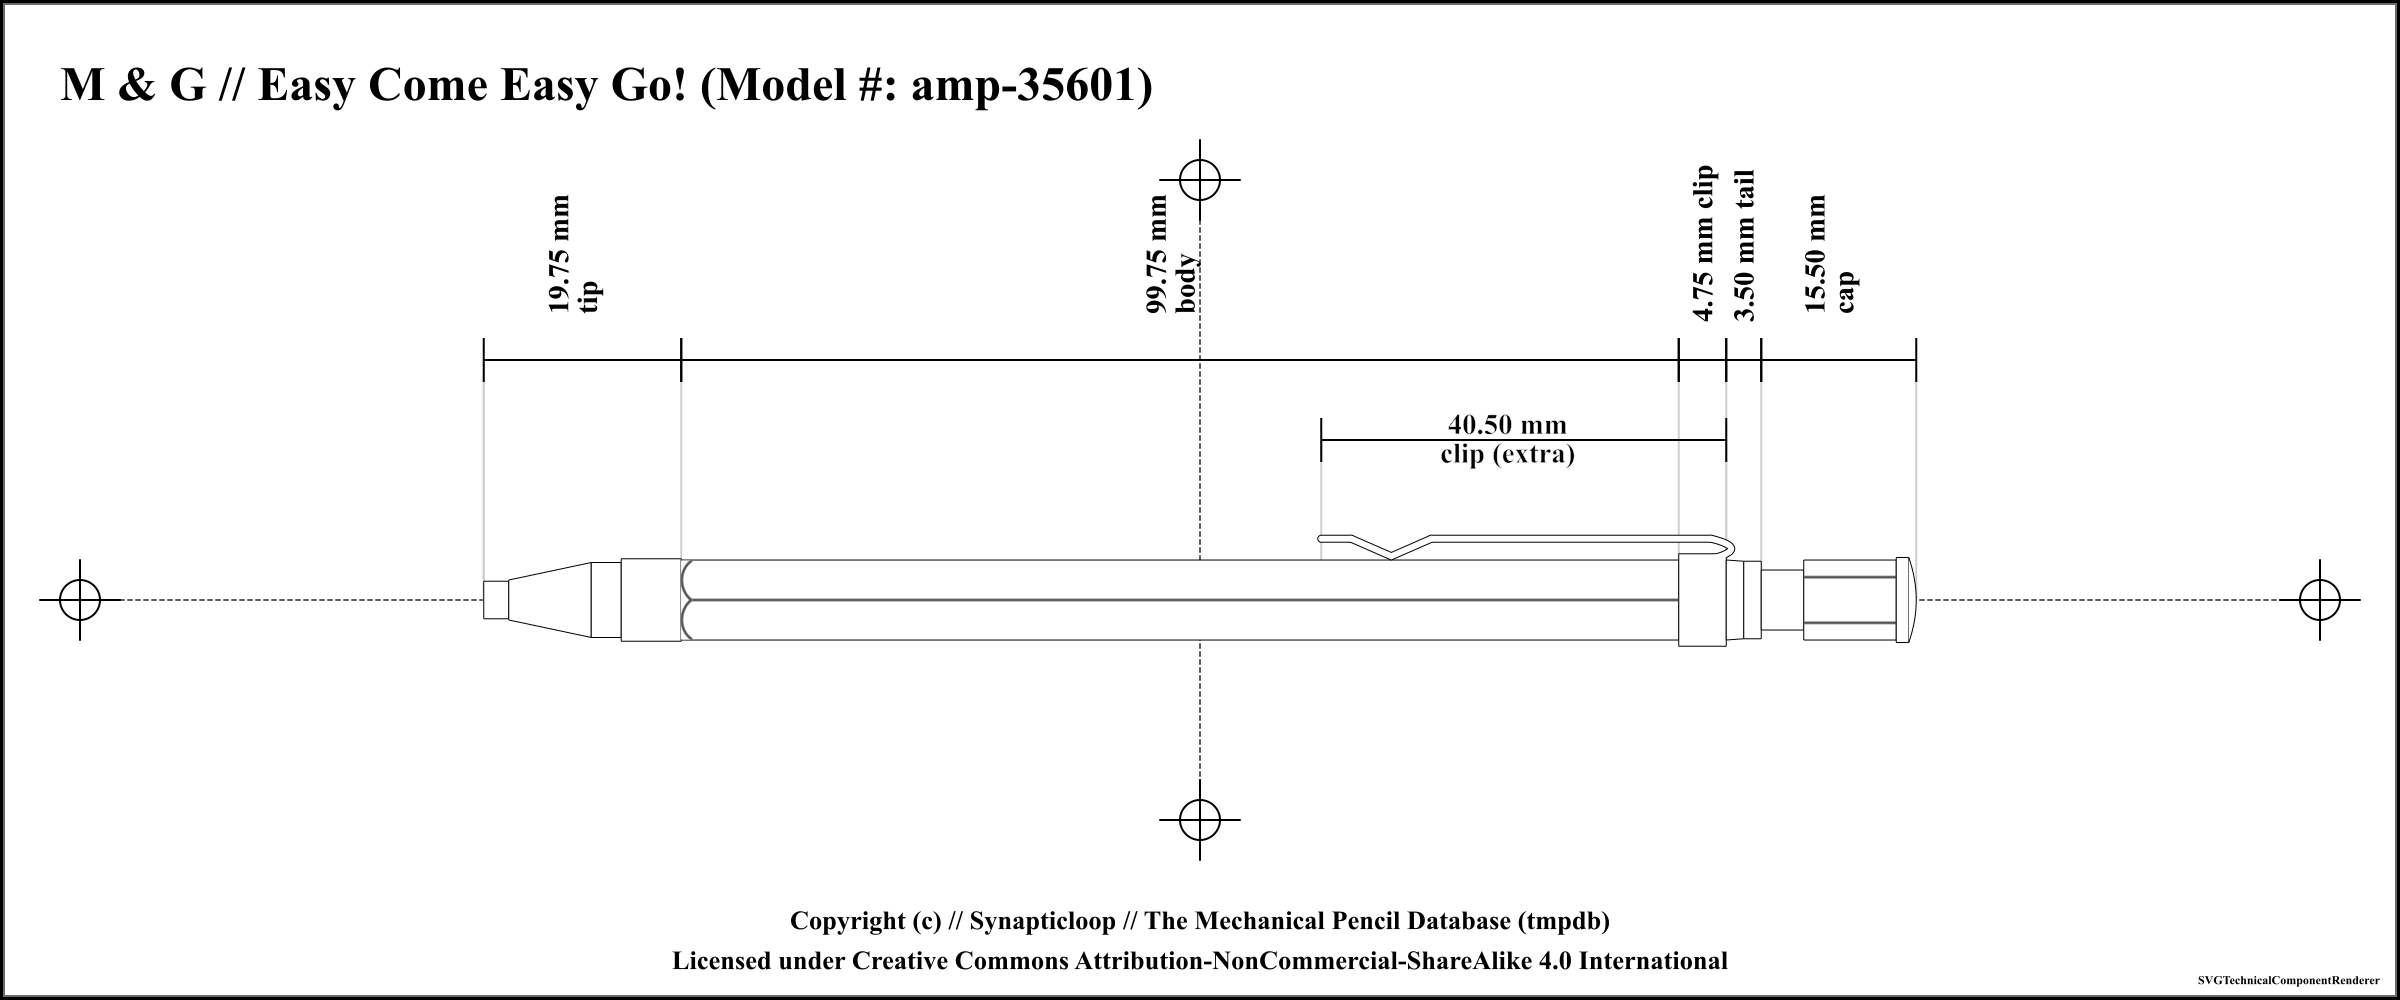 M & G // Easy Come Easy Go! (Model #: amp-35601)
19.75 mm
tip
99.75 mm
body
4.75 mm clip
3.50 mm tail
15.50 mm
cap
40.50 mm
clip (extra)
Copyright (c) // Synapticloop // The Mechanical Pencil Database (tmpdb)
Licensed under Creative Commons Attribution-NonCommercial-ShareAlike 4.0 International
SVGTechnicalComponentRenderer